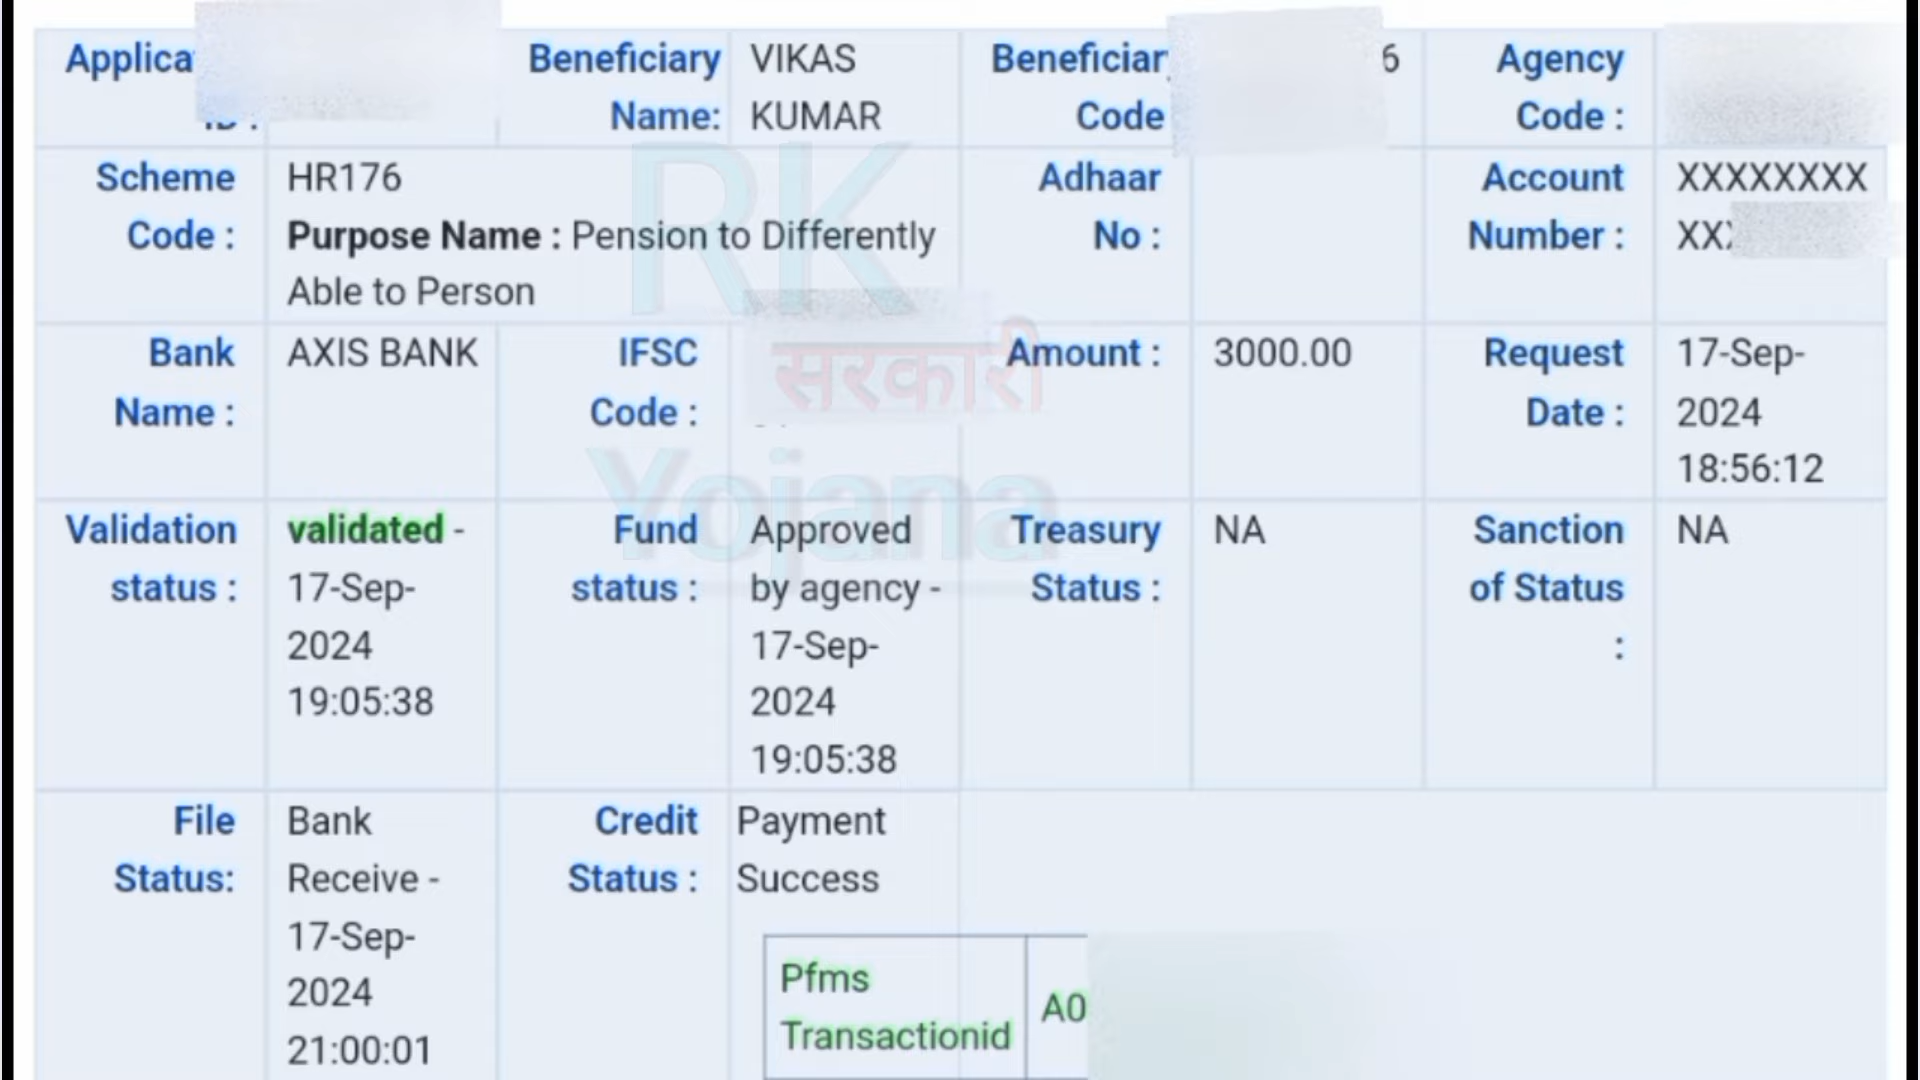 Beneficiary Name: VIKAS KUMAR
Code 6
Agency Code :
Scheme Code : HR176
Purpose Name : Pension to Differently
Able to Person
Adhaar No :
Account Number : XXXXXXXX
XX
Bank Name : AXIS BANK
IFSC Code :
Amount : 3000.00
Request Date : 17-Sep-
2024
18:56:12
Validation status : validated -
17-Sep-
2024
19:05:38
Fund status : Approved
by agency -
17-Sep-
2024
19:05:38
Treasury Status : NA
Sanction of Status : NA
File Status: Bank
Receive -
17-Sep-
2024
21:00:01
Credit Status : Payment
Success
Pfms
Transactionid
A0
RK
सरकारी
Yojana